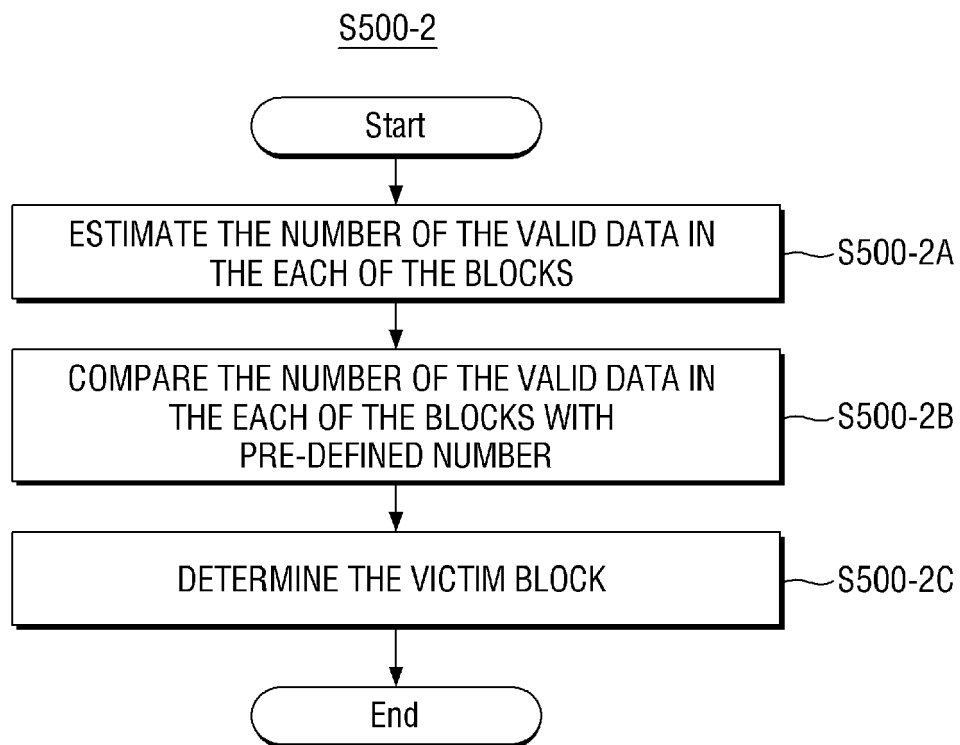 S500-2
Start
ESTIMATE THE NUMBER OF THE VALID DATA IN
THE EACH OF THE BLOCKS
S500-2A
COMPARE THE NUMBER OF THE VALID DATA IN
THE EACH OF THE BLOCKS WITH
PRE-DEFINED NUMBER
S500-2B
DETERMINE THE VICTIM BLOCK
S500-2C
End